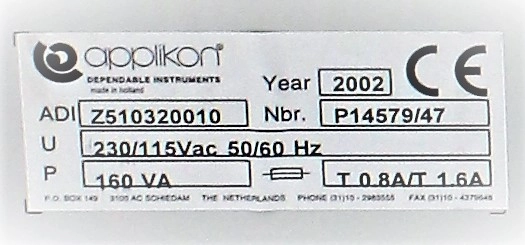 applikon®
DEPENDABLE INSTRUMENTS
made in holland
Year 2002 CE
ADI Z510320010 Nbr. P14579/47
U 230/115Vac 50/60 Hz
P 160 VA T 0.8A/T 1.6A
P.O. BOX 149 3100 AC SCHIEDAM THE NETHERLANDS PHONE (31)10 - 2983555 FAX (31)10 - 4379648